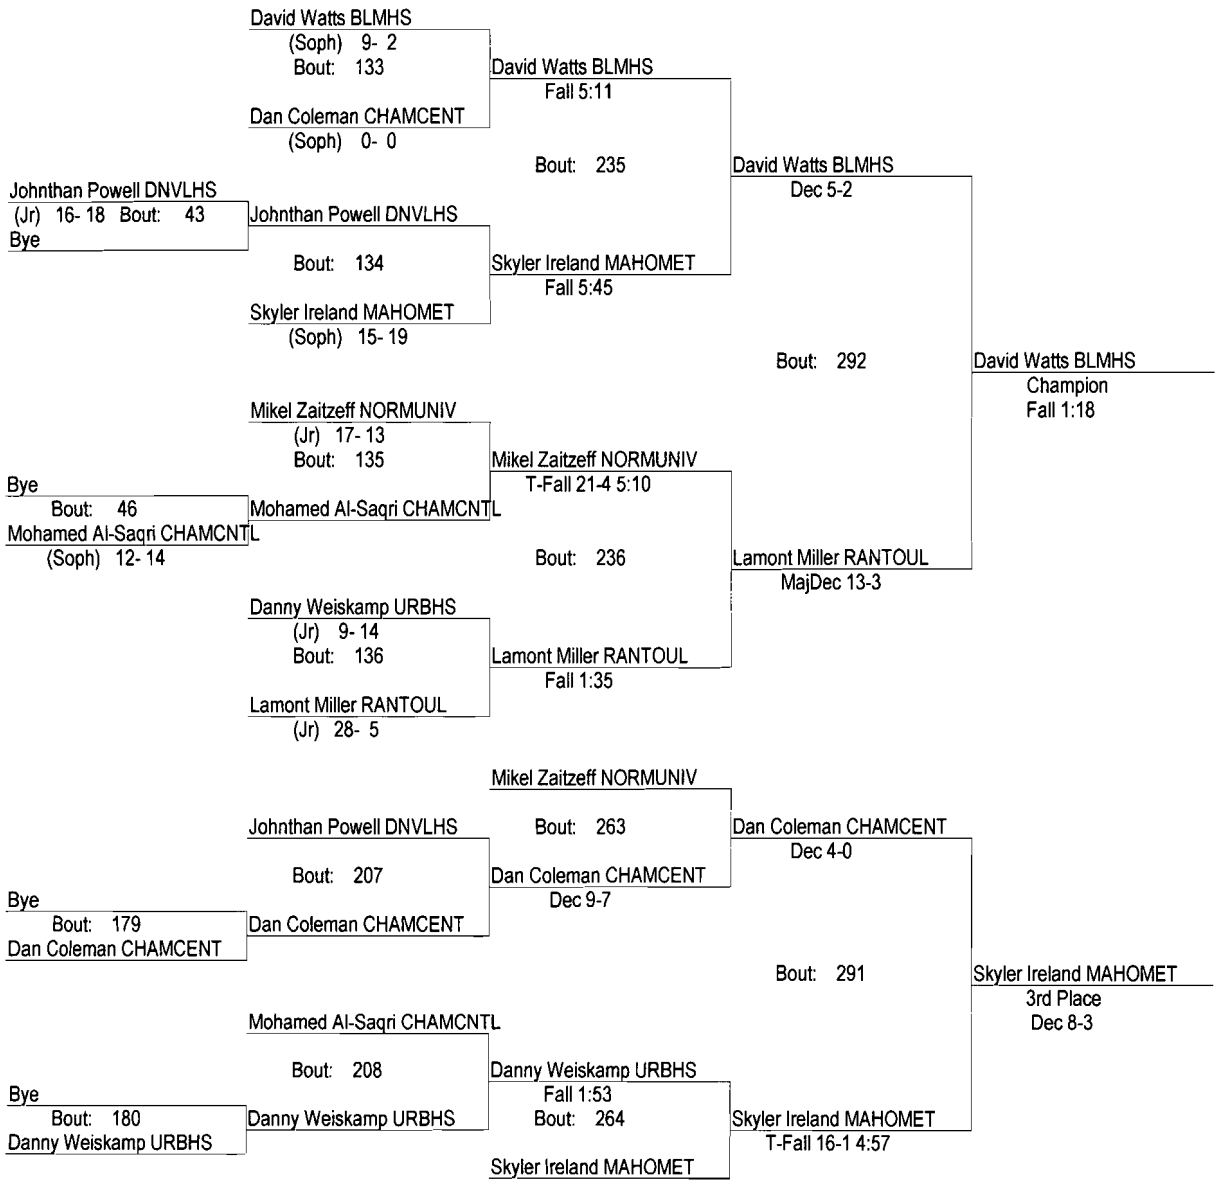 David Watts BLMHS
(Soph) 9- 2
Bout: 133
David Watts BLMHS
Fall 5:11
Dan Coleman CHAMCENT
(Soph) 0- 0
Bout: 235
David Watts BLMHS
Dec 5-2
Johnthan Powell DNVLHS
(Jr) 16- 18 Bout: 43
Bye
Johnthan Powell DNVLHS
Bout: 134
Skyler Ireland MAHOMET
Fall 5:45
Skyler Ireland MAHOMET
(Soph) 15- 19
Bout: 292
David Watts BLMHS
Champion
Fall 1:18
Mikel Zaitzeff NORMUNIV
(Jr) 17- 13
Bout: 135
Mikel Zaitzeff NORMUNIV
T-Fall 21-4 5:10
Bye
Bout: 46
Mohamed Al-Saqri CHAMCNTL
(Soph) 12- 14
Mohamed Al-Saqri CHAMCNTL
Bout: 236
Lamont Miller RANTOUL
MajDec 13-3
Danny Weiskamp URBHS
(Jr) 9- 14
Bout: 136
Lamont Miller RANTOUL
Fall 1:35
Lamont Miller RANTOUL
(Jr) 28- 5
Mikel Zaitzeff NORMUNIV
Bout: 263
Dan Coleman CHAMCENT
Dec 4-0
Johnthan Powell DNVLHS
Bout: 207
Dan Coleman CHAMCENT
Dec 9-7
Bye
Bout: 179
Dan Coleman CHAMCENT
Dan Coleman CHAMCENT
Bout: 291
Skyler Ireland MAHOMET
3rd Place
Dec 8-3
Mohamed Al-Saqri CHAMCNTL
Bout: 208
Danny Weiskamp URBHS
Fall 1:53
Bout: 264
Bye
Bout: 180
Danny Weiskamp URBHS
Danny Weiskamp URBHS
Skyler Ireland MAHOMET
T-Fall 16-1 4:57
Skyler Ireland MAHOMET